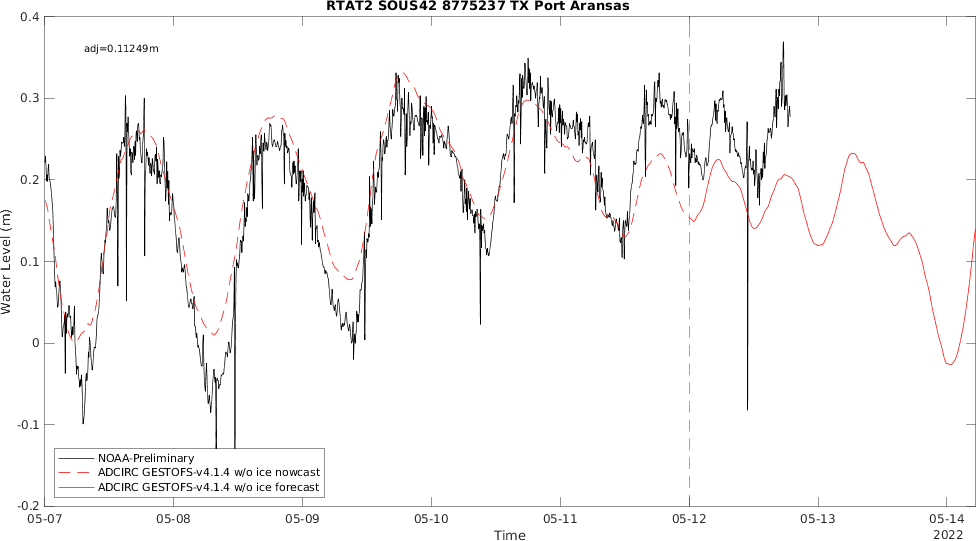 RTAT2 SOUS42 8775237 TX Port Aransas
adj=0.11249m
0.4
0.3
0.2
0.1
0
-0.1
-0.2
Water Level (m)
NOAA-Preliminary
ADCIRC GESTOFS-v4.1.4 w/o ice nowcast
ADCIRC GESTOFS-v4.1.4 w/o ice forecast
05-07 05-08 05-09 05-10 05-11 05-12 05-13 05-14
2022
Time